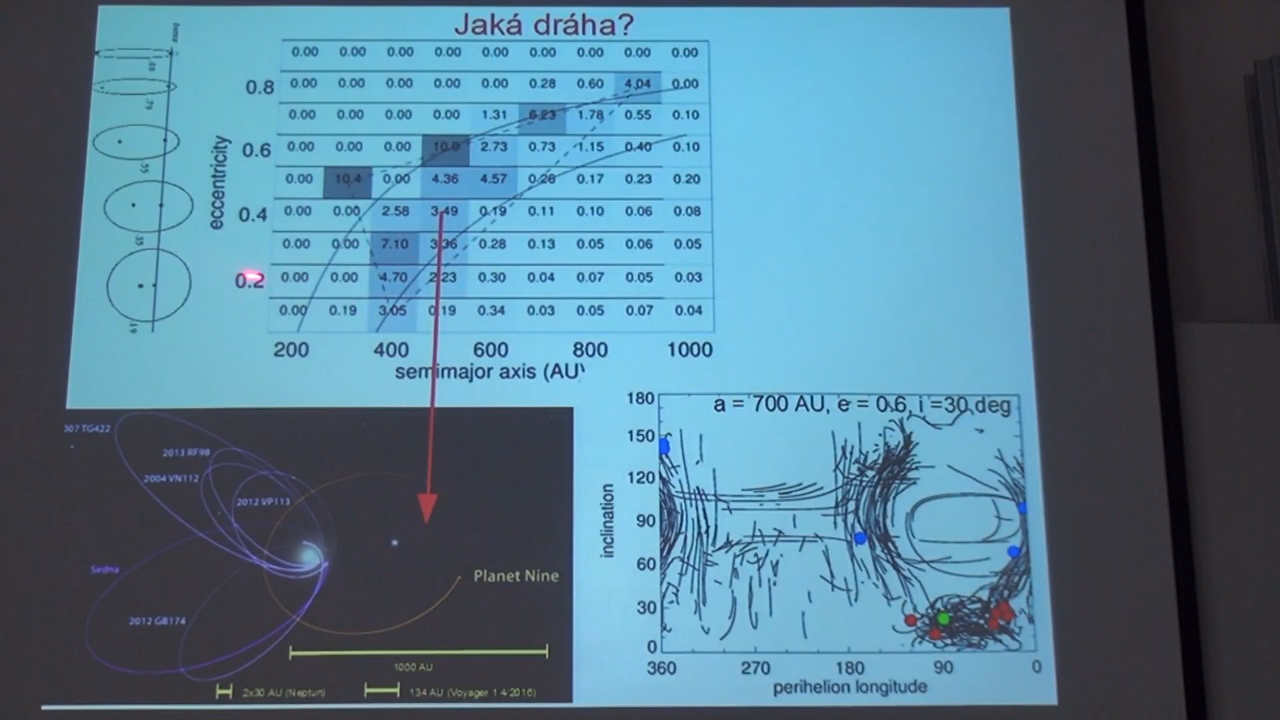 Jaká dráha?
0.00 0.00 0.00 0.00 0.00 0.00 0.00 0.00 0.00
0.8 0.00 0.00 0.00 0.00 0.00 0.28 0.60 4.04 0.00
0.00 0.00 0.00 0.00 1.31 6.23 1.78 0.55 0.10
0.6 0.00 0.00 0.00 10.0 2.73 0.73 1.15 0.40 0.10
0.00 10.4 0.00 4.36 4.57 0.26 0.17 0.23 0.20
0.4 0.00 0.00 2.58 3.49 0.19 0.11 0.10 0.06 0.08
0.00 0.00 7.10 3.36 0.28 0.13 0.05 0.06 0.05
0.2 0.00 0.00 4.70 2.23 0.30 0.04 0.07 0.05 0.03
0.00 0.19 3.05 0.19 0.34 0.03 0.05 0.07 0.04
eccentricity
200 400 600 800 1000
semimajor axis (AU)
.79
.55
.35
.19
007 TG422
2013 RF98
2004 VN112
2012 VP113
Sedna
2012 GB174
Planet Nine
1000 AU
2x30 AU (Neptun)
134 AU (Voyager 1 4/2016)
a = 700 AU, e = 0.6, i =30 deg
180
150
120
90
60
30
0
inclination
360 270 180 90 0
perihelion longitude